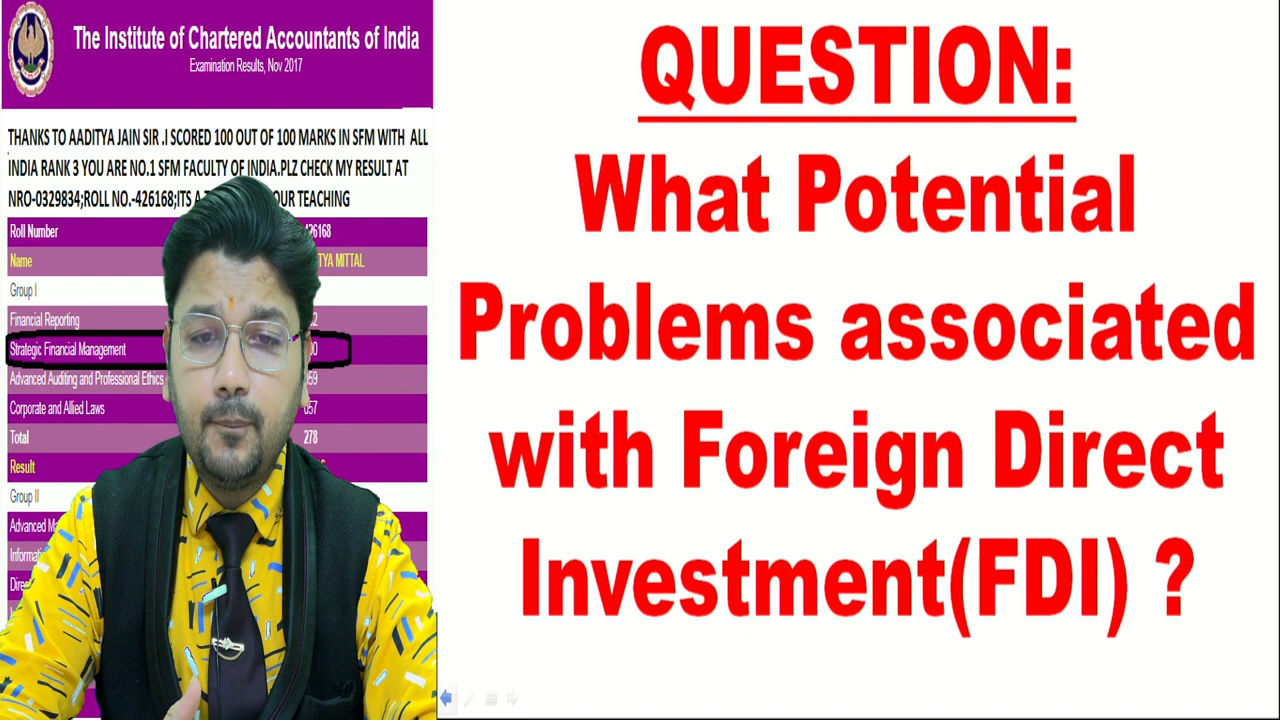 The Institute of Chartered Accountants of India
Examination Results, Nov 2017
THANKS TO AADITYA JAIN SIR .I SCORED 100 OUT OF 100 MARKS IN SFM WITH ALL
INDIA RANK 3 YOU ARE NO.1 SFM FACULTY OF INDIA.PLZ CHECK MY RESULT AT
NRO-0329834;ROLL NO.-426168;ITS A OUR TEACHING
Roll Number 426168
Name TYA MITTAL
Group I
Financial Reporting
Strategic Financial Management
Advanced Auditing and Professional Ethics
Corporate and Allied Laws
Total 278
Result
Group II
Advanced
QUESTION:
What Potential
Problems associated
with Foreign Direct
Investment(FDI) ?